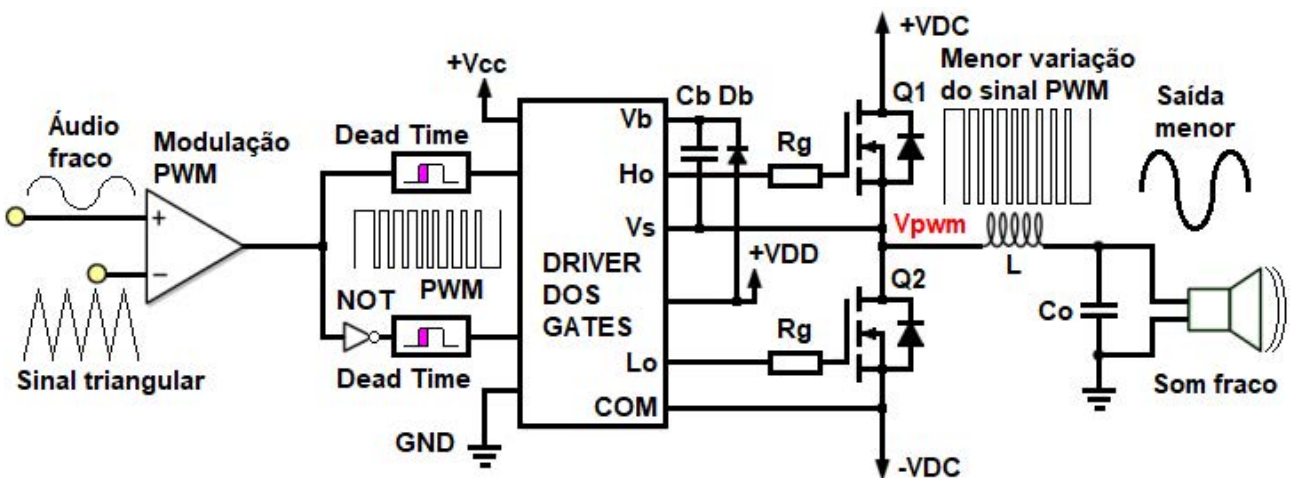 +VDC
Menor variação
do sinal PWM
+Vcc
Cb Db
Q1
Saída
menor
Áudio
fraco
Modulação
PWM
Dead Time
Vb
Rg
Ho
+
Vs
Vpwm
−
+VDD
L
DRIVER
DOS
GATES
PWM
NOT
Q2
Co
Rg
Sinal triangular
Dead Time
Lo
Som fraco
COM
GND
-VDC